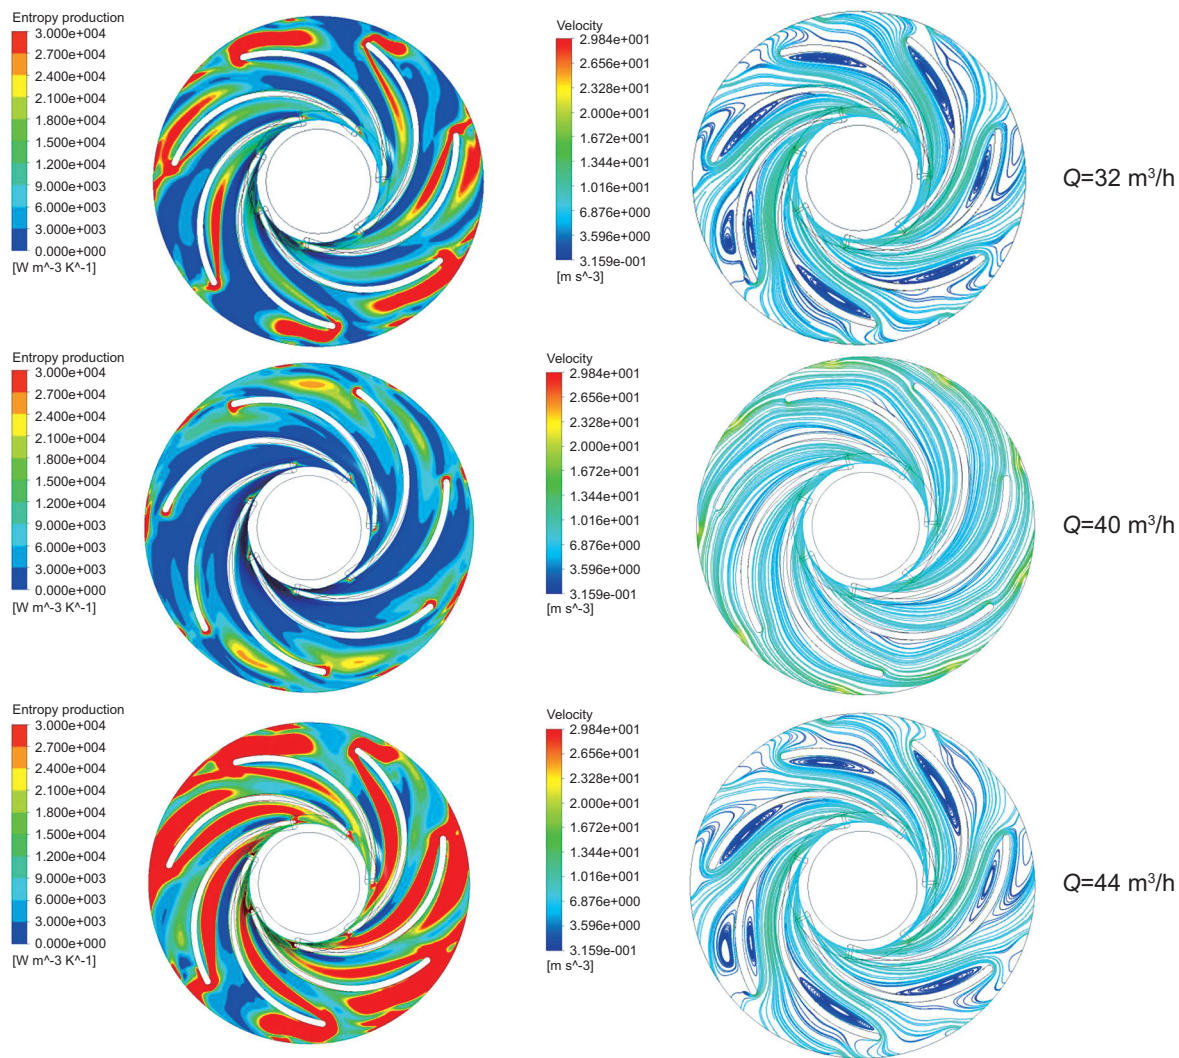 Entropy production
3.000e+004
2.700e+004
2.400e+004
2.100e+004
1.800e+004
1.500e+004
1.200e+004
9.000e+003
6.000e+003
3.000e+003
0.000e+000
[W m^-3 K^-1]
Velocity
2.984e+001
2.656e+001
2.328e+001
2.000e+001
1.672e+001
1.344e+001
1.016e+001
6.876e+000
3.596e+000
3.159e-001
[m s^-3]
Q=32 m³/h
Entropy production
3.000e+004
2.700e+004
2.400e+004
2.100e+004
1.800e+004
1.500e+004
1.200e+004
9.000e+003
6.000e+003
3.000e+003
0.000e+000
[W m^-3 K^-1]
Velocity
2.984e+001
2.656e+001
2.328e+001
2.000e+001
1.672e+001
1.344e+001
1.016e+001
6.876e+000
3.596e+000
3.159e-001
[m s^-3]
Q=40 m³/h
Entropy production
3.000e+004
2.700e+004
2.400e+004
2.100e+004
1.800e+004
1.500e+004
1.200e+004
9.000e+003
6.000e+003
3.000e+003
0.000e+000
[W m^-3 K^-1]
Velocity
2.984e+001
2.656e+001
2.328e+001
2.000e+001
1.672e+001
1.344e+001
1.016e+001
6.876e+000
3.596e+000
3.159e-001
[m s^-3]
Q=44 m³/h